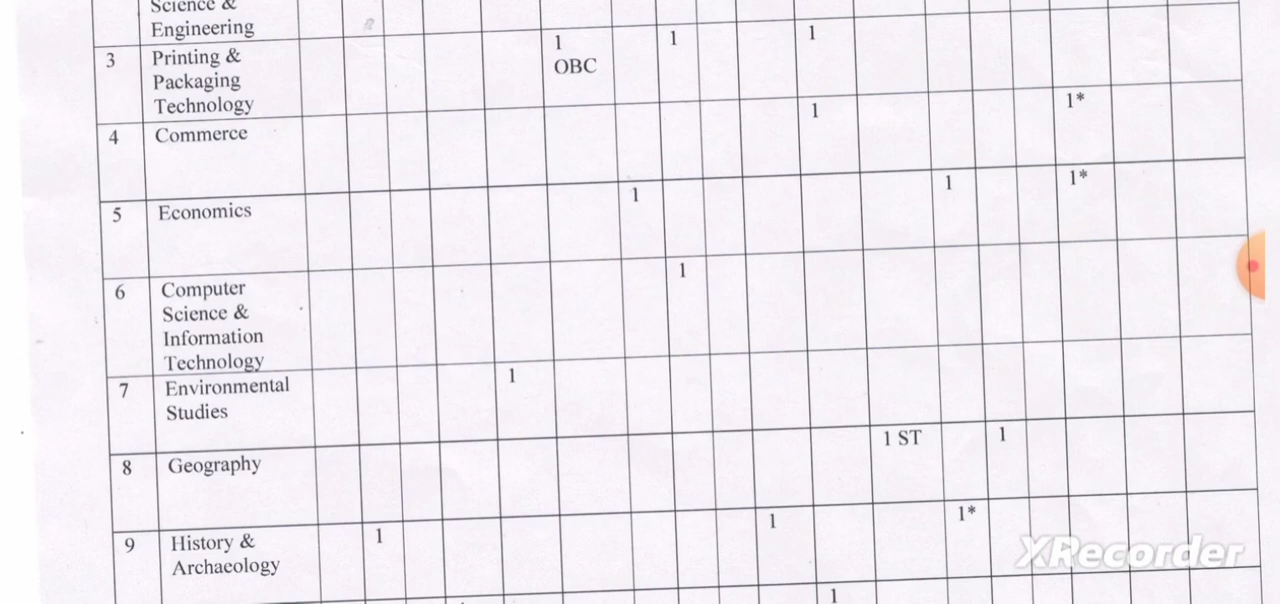 Science &
Engineering
3 Printing & 1 1 1
Packaging OBC
Technology
4 Commerce 1 1*
5 Economics 1 1 1*
6 Computer 1
Science &
Information
Technology
7 Environmental 1
Studies
8 Geography 1 ST 1
9 History & 1 1 1*
Archaeology
1
XRecorder